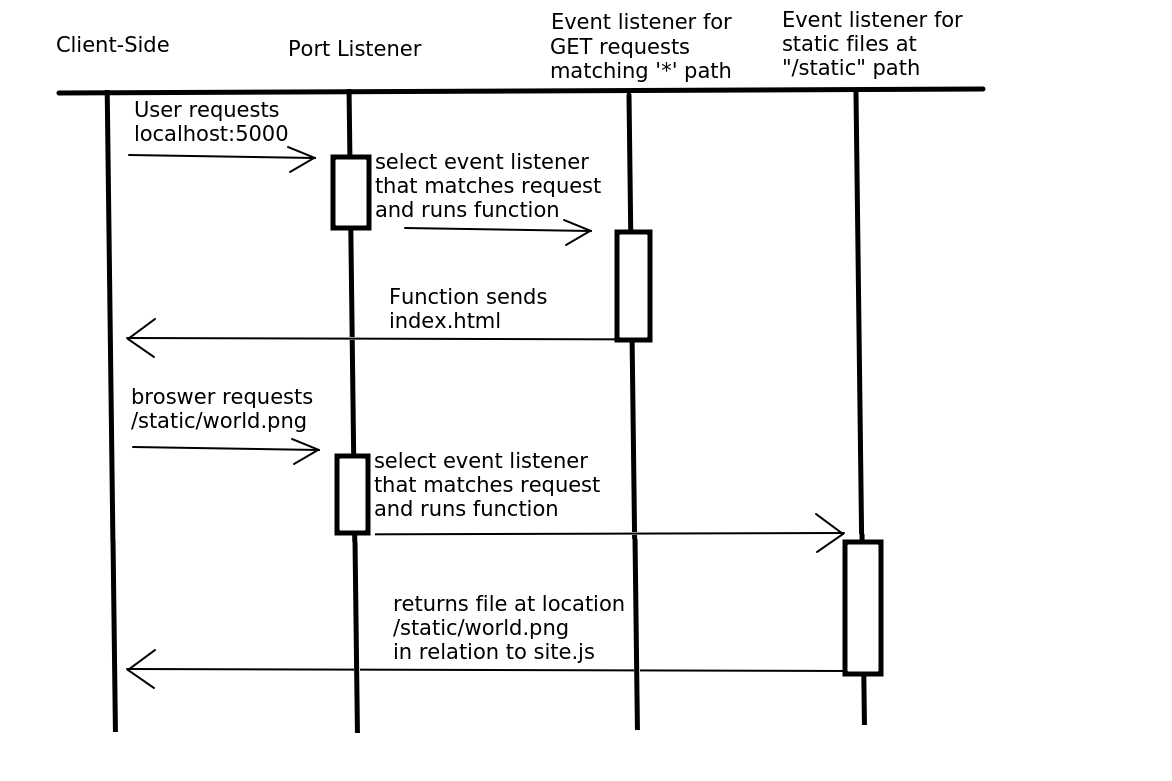 Client-Side
Port Listener
Event listener for
GET requests
matching '*' path
Event listener for
static files at
"/static" path
User requests
localhost:5000
select event listener
that matches request
and runs function
Function sends
index.html
broswer requests
/static/world.png
select event listener
that matches request
and runs function
returns file at location
/static/world.png
in relation to site.js